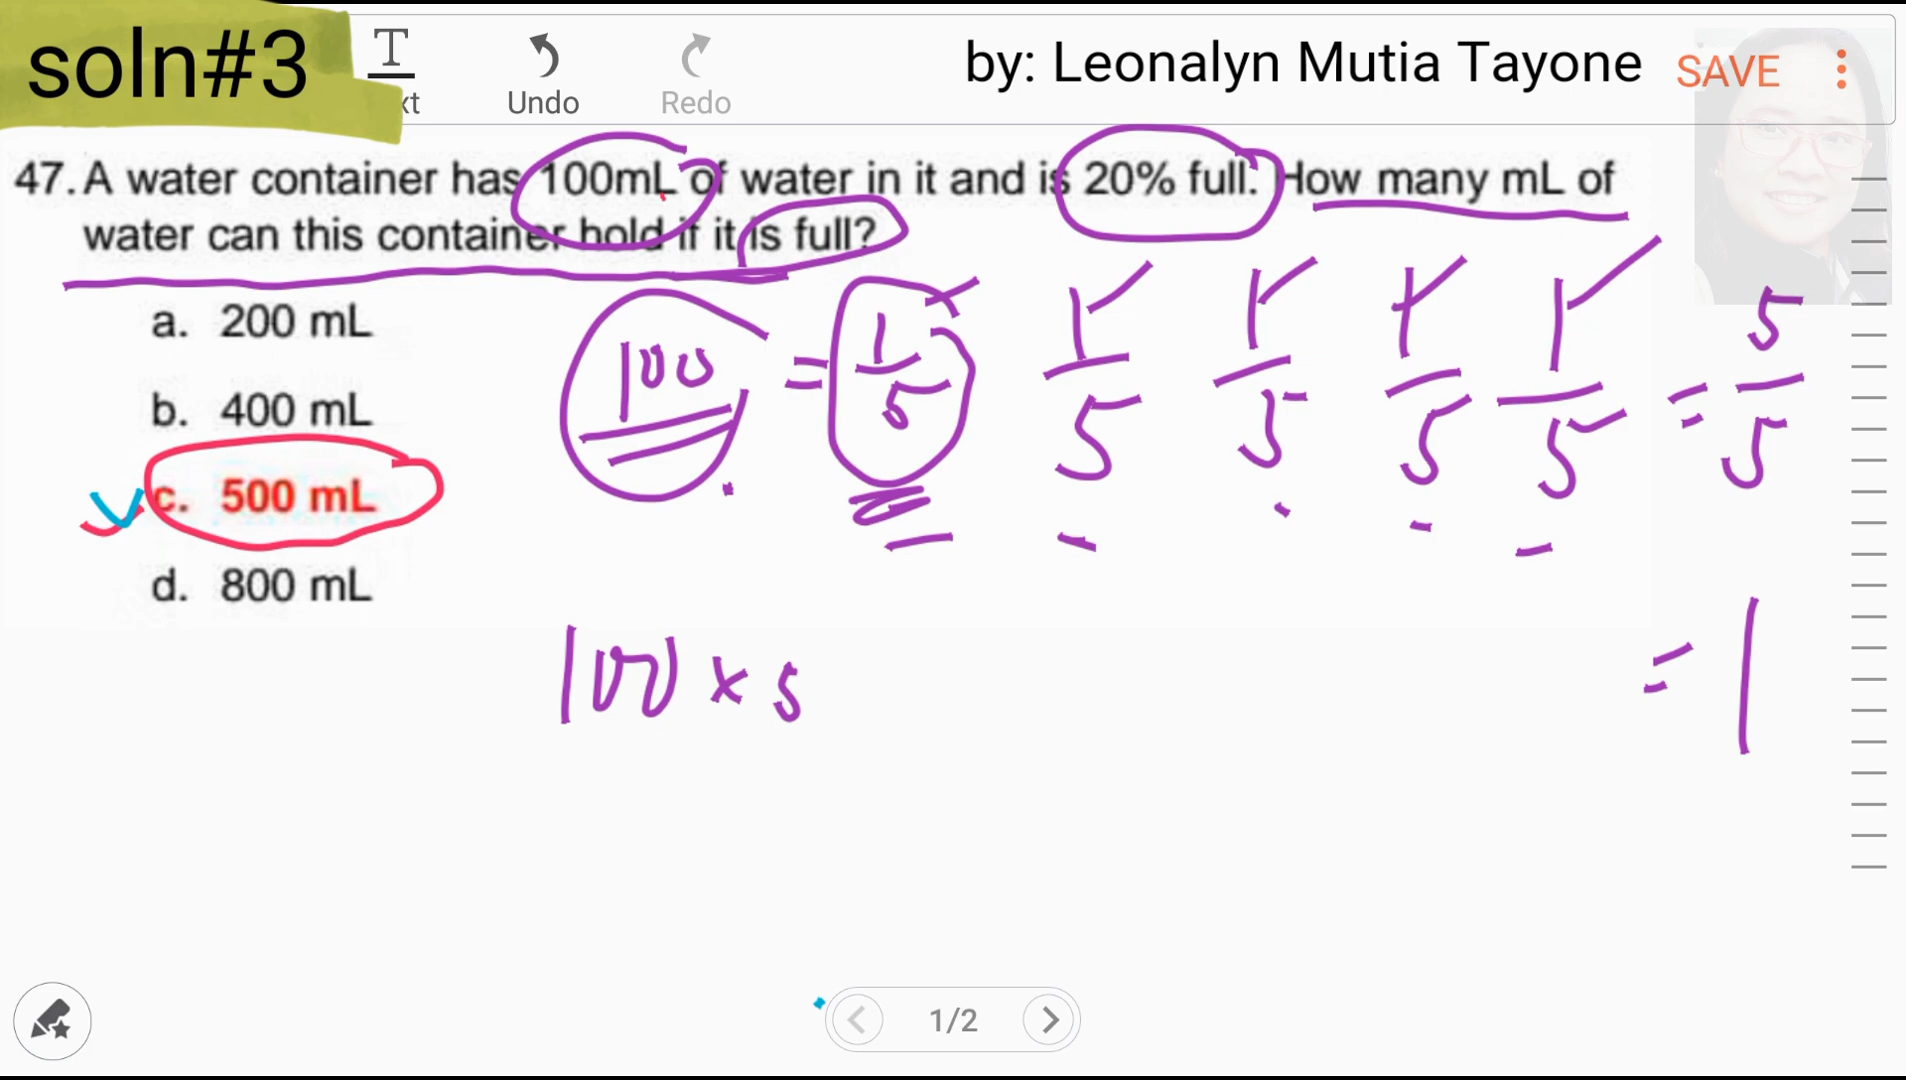 soln#3
T
xt
Undo
Redo
by: Leonalyn Mutia Tayone
SAVE
47. A water container has 100mL of water in it and is 20% full. How many mL of
water can this container hold if it is full?
a. 200 mL
b. 400 mL
c. 500 mL
d. 800 mL
100 = 1/5 1/5 1/5 1/5 1/5 = 5/5
100 x 5
= 1
1/2